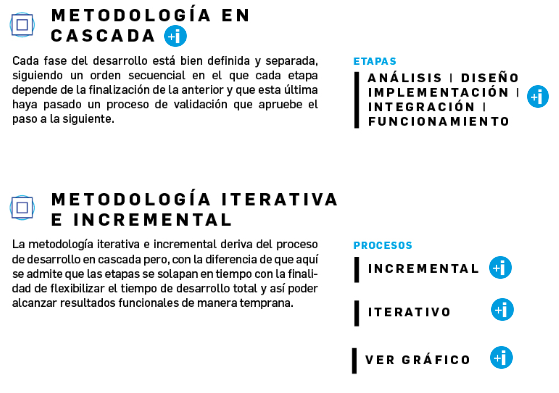 METODOLOGÍA EN
CASCADA +i
Cada fase del desarrollo está bien definida y separada,
siguiendo un orden secuencial en el que cada etapa
depende de la finalización de la anterior y que esta última
haya pasado un proceso de validación que apruebe el
paso a la siguiente.
ETAPAS
ANÁLISIS | DISEÑO
IMPLEMENTACIÓN |
INTEGRACIÓN |
FUNCIONAMIENTO
+i
METODOLOGÍA ITERATIVA
E INCREMENTAL
La metodología iterativa e incremental deriva del proceso
de desarrollo en cascada pero, con la diferencia de que aquí
se admite que las etapas se solapan en tiempo con la finali-
dad de flexibilizar el tiempo de desarrollo total y así poder
alcanzar resultados funcionales de manera temprana.
PROCESOS
INCREMENTAL +i
ITERATIVO +i
VER GRÁFICO +i